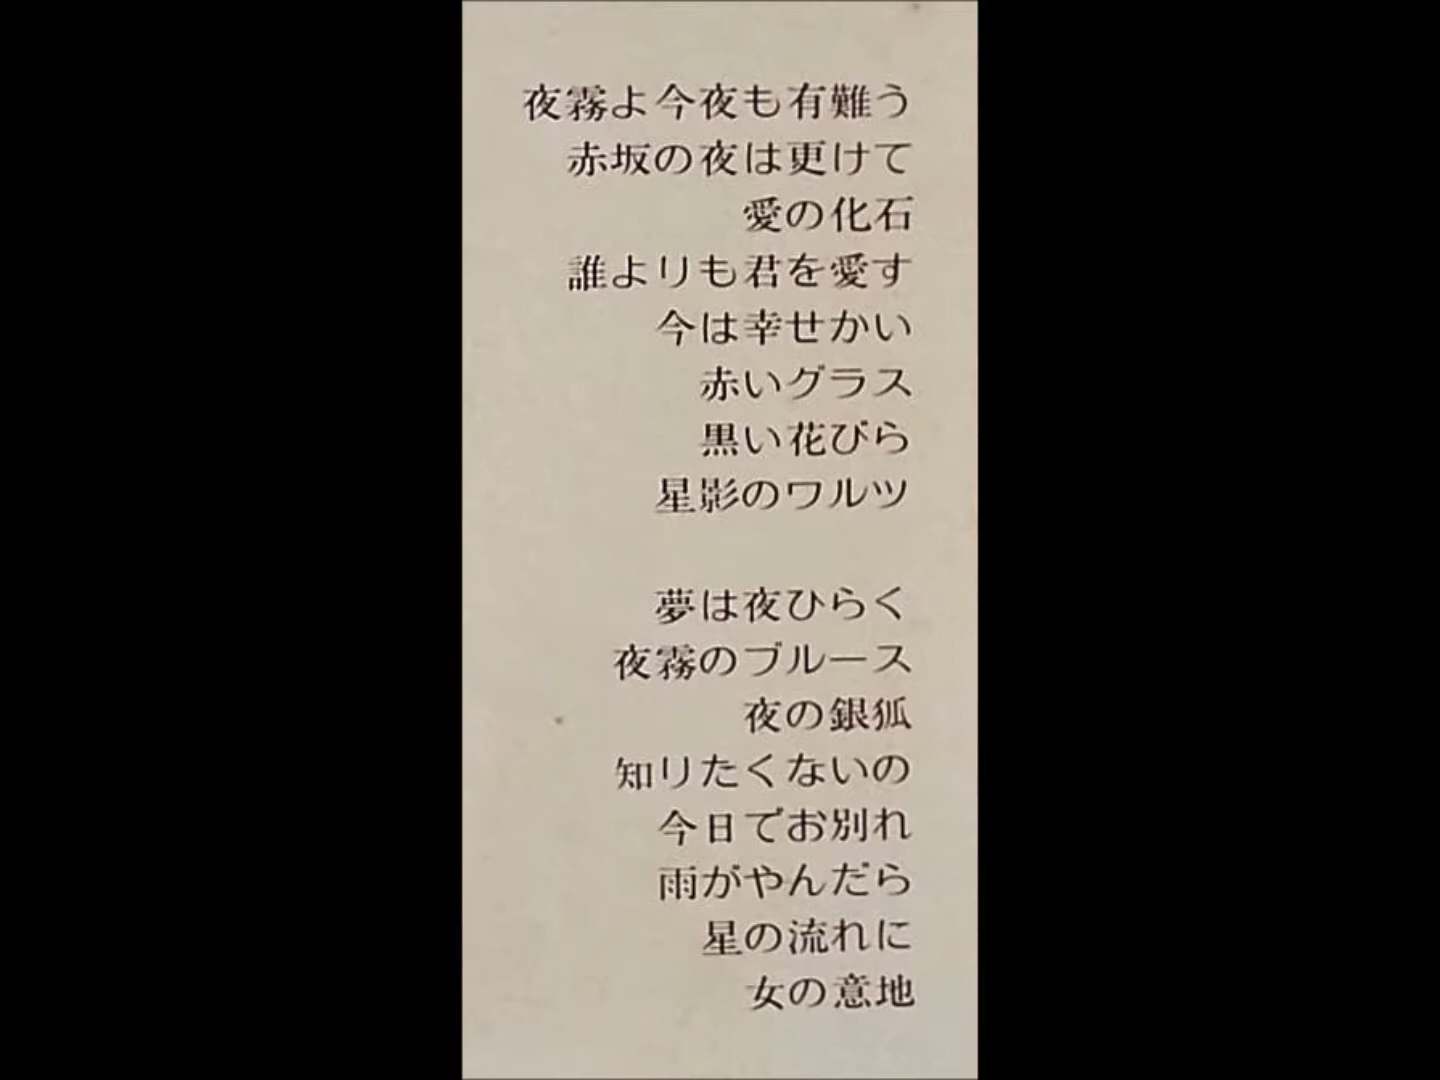 夜霧よ今夜も有難う
赤坂の夜は更けて
愛の化石
誰よりも君を愛す
今は幸せかい
赤いグラス
黒い花びら
星影のワルツ
夢は夜ひらく
夜霧のブルース
夜の銀狐
知りたくないの
今日でお別れ
雨がやんだら
星の流れに
女の意地